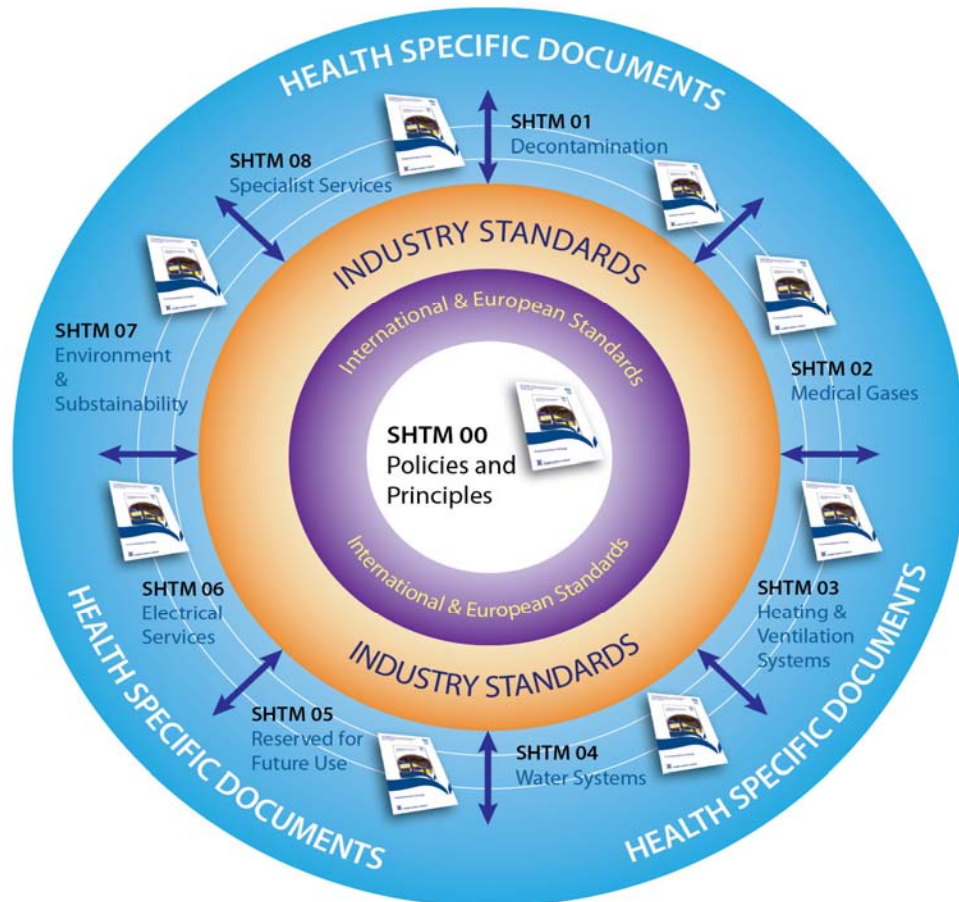 HEALTH SPECIFIC DOCUMENTS
SHTM 01
Decontamination
SHTM 08
Specialist Services
INDUSTRY STANDARDS
International & European Standards
SHTM 07
Environment
&
Substainability
SHTM 02
Medical Gases
SHTM 00
Policies and
Principles
International & European Standards
SHTM 06
Electrical
Services
SHTM 03
Heating &
Ventilation
Systems
INDUSTRY STANDARDS
SHTM 05
Reserved for
Future Use
SHTM 04
Water Systems
HEALTH SPECIFIC DOCUMENTS
HEALTH SPECIFIC DOCUMENTS